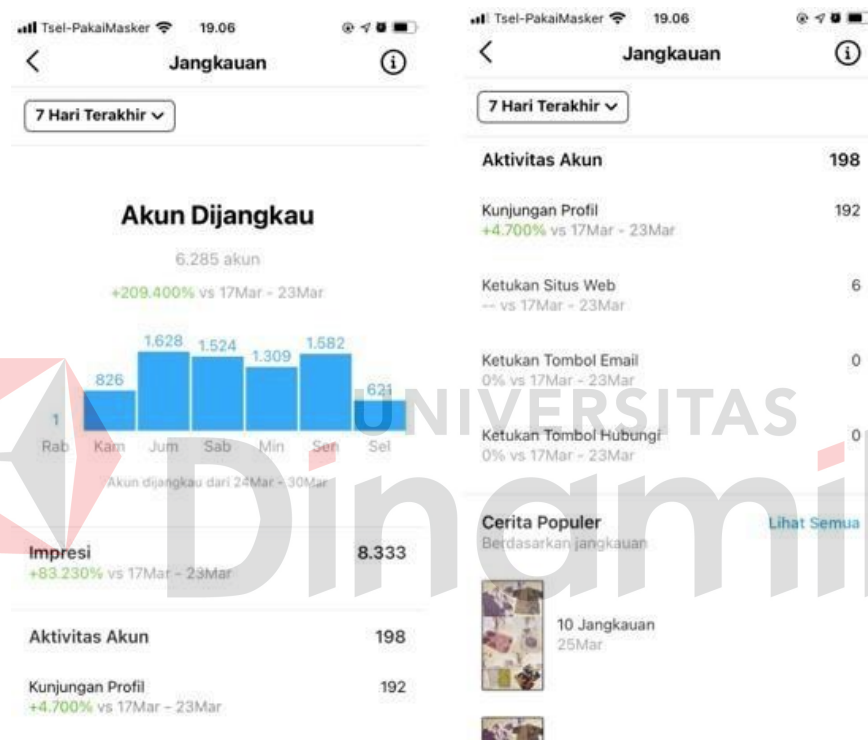 Tsel-PakaiMasker 19.06
Jangkauan
7 Hari Terakhir
Akun Dijangkau
6.285 akun
+209.400% vs 17Mar - 23Mar
1 826 1.628 1.524 1.309 1.582 621
Rab Kam Jum Sab Min Sen Sel
Akun dijangkau dari 24Mar - 30Mar
Impresi 8.333
+83.230% vs 17Mar - 23Mar
Aktivitas Akun 198
Kunjungan Profil 192
+4.700% vs 17Mar - 23Mar
Tsel-PakaiMasker 19.06
Jangkauan
7 Hari Terakhir
Aktivitas Akun 198
Kunjungan Profil 192
+4.700% vs 17Mar - 23Mar
Ketukan Situs Web 6
-- vs 17Mar - 23Mar
Ketukan Tombol Email 0
0% vs 17Mar - 23Mar
Ketukan Tombol Hubungi 0
0% vs 17Mar - 23Mar
Cerita Populer Lihat Semua
Berdasarkan jangkauan
10 Jangkauan
25Mar
UNIVERSITAS
Dinami